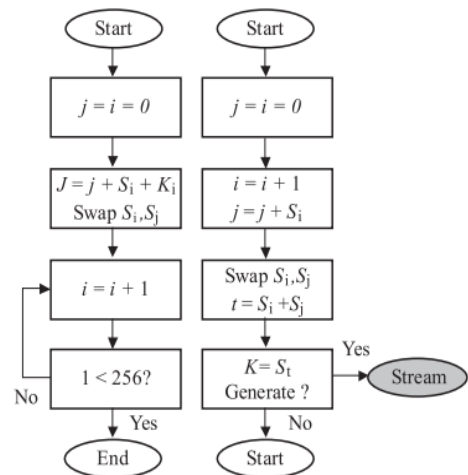 Start
j = i = 0
J = j + Si + Ki
Swap Si,Sj
i = i + 1
1 < 256?
No
Yes
End
Start
j = i = 0
i = i + 1
j = j + Si
Swap Si,Sj
t = Si +Sj
K= St
Generate ?
Yes
Stream
No
Start